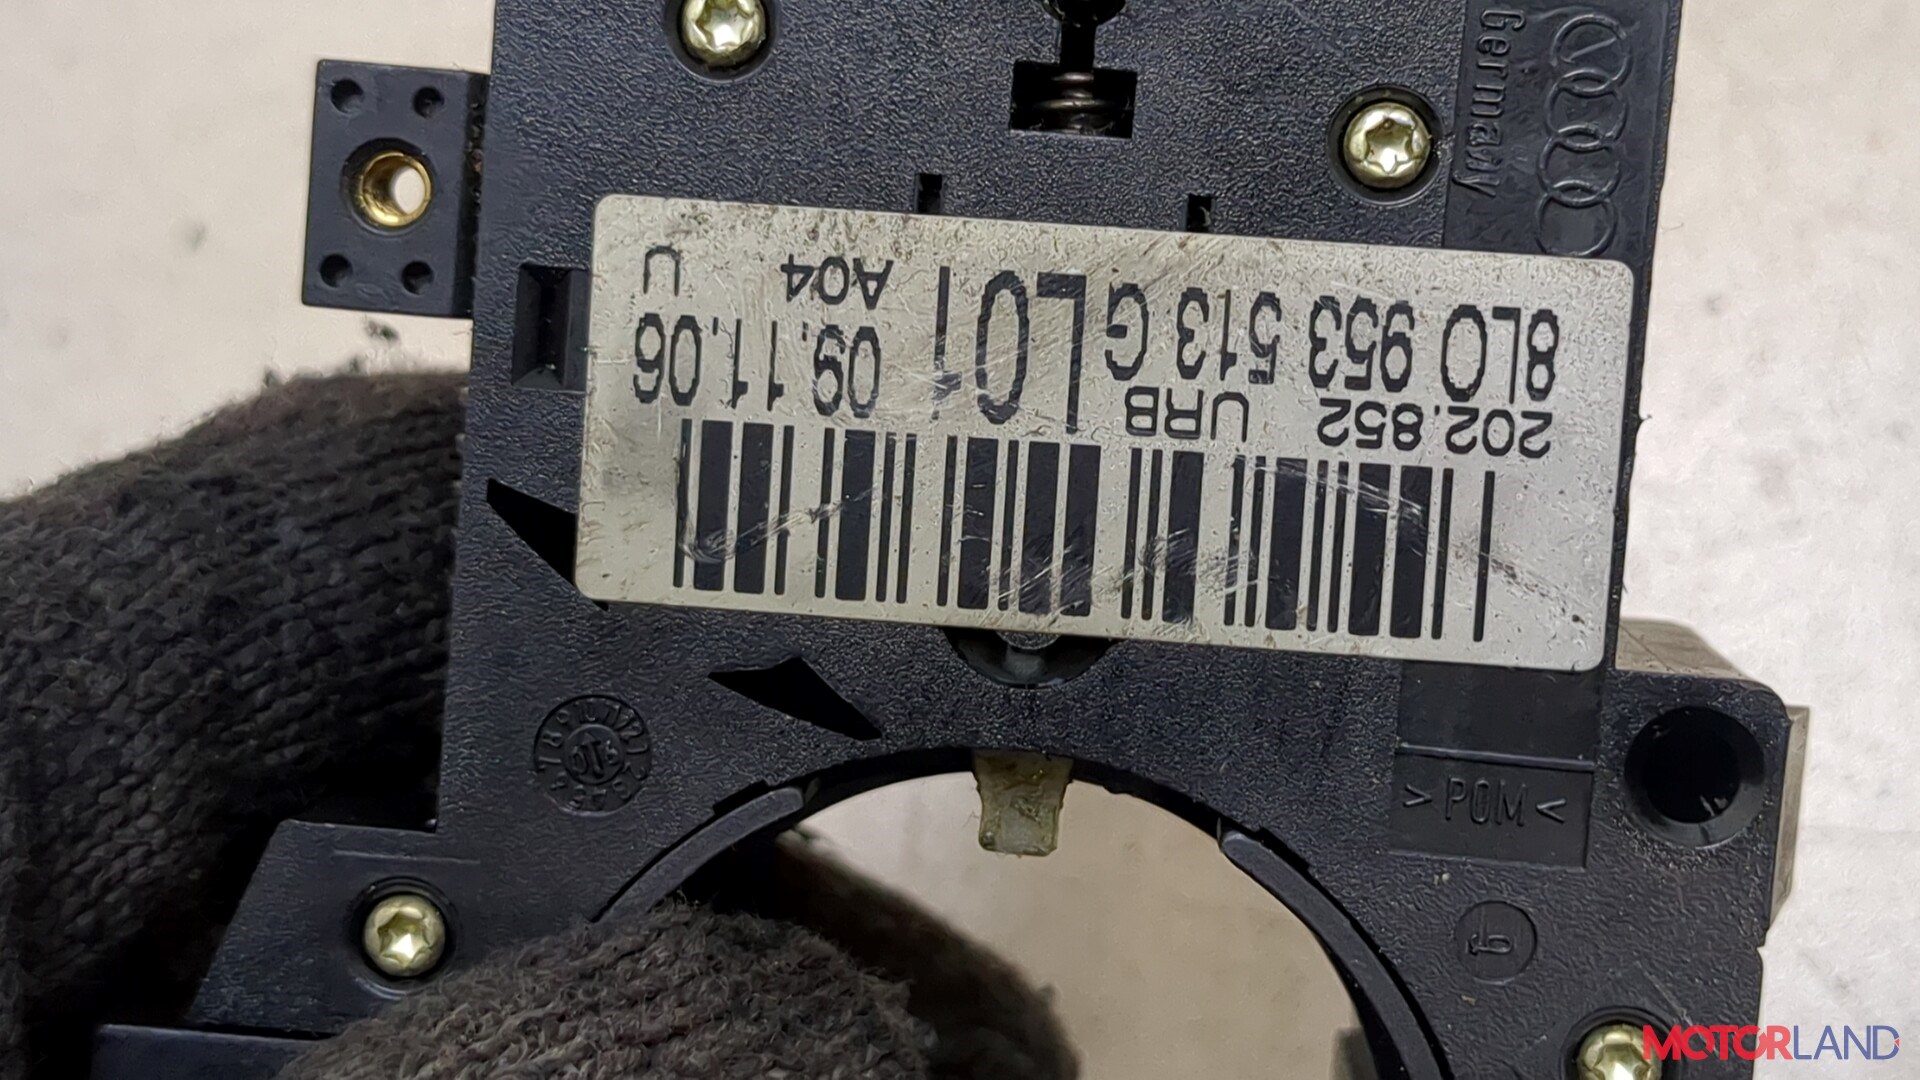 Germany
202.852 URB
8L0 953 513 G L01 09.11.06
A04 U
> POM <
MOTORLAND